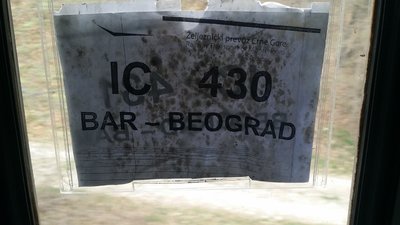 Željeznički prevoz Crne Gore
IC 430
BAR – BEOGRAD